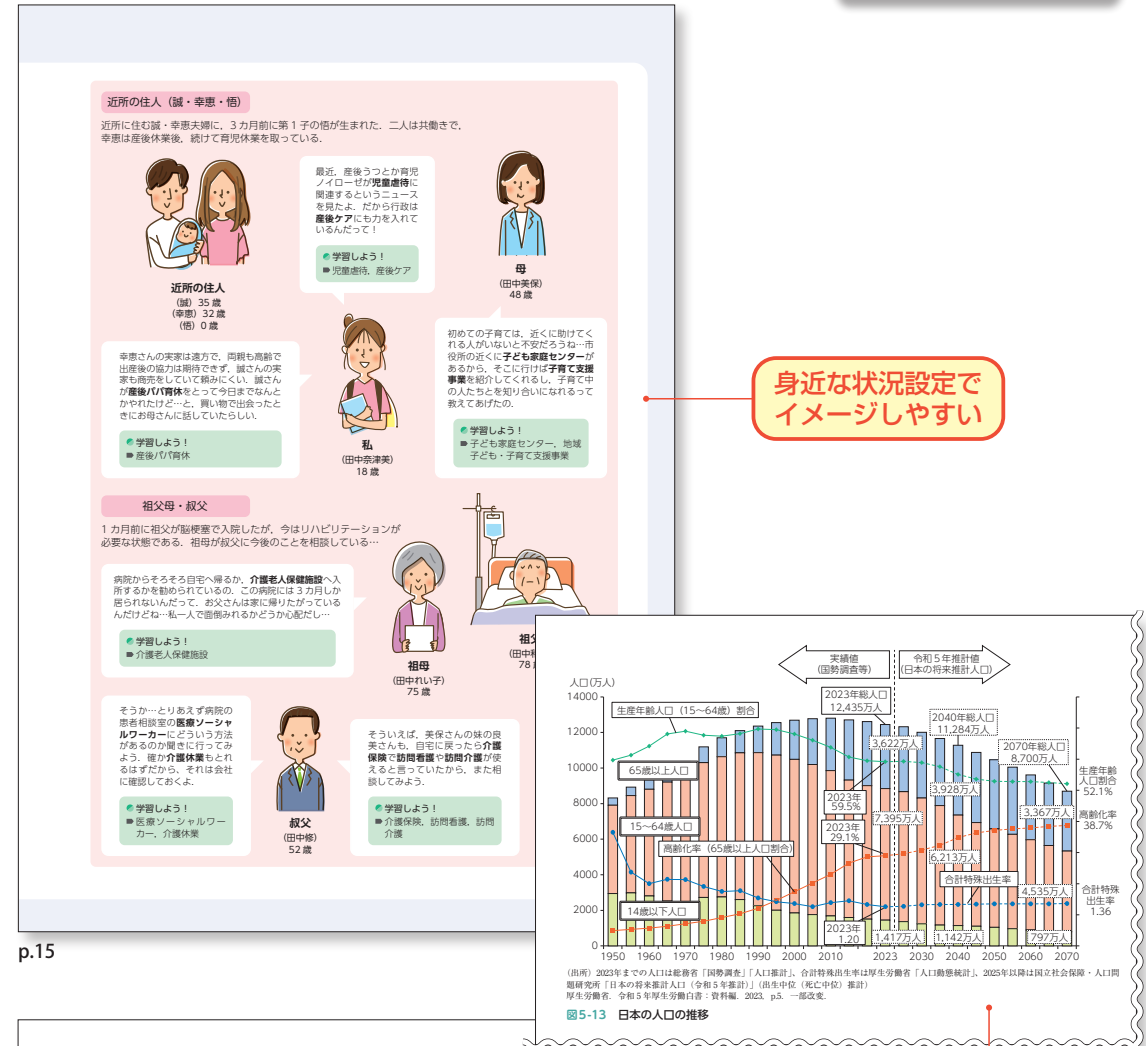 近所の住人（誠・幸恵・悟）
近所に住む誠・幸恵夫婦に，3カ月前に第1子の悟が生まれた．二人は共働きで，
幸恵は産後休業後，続けて育児休業を取っている．
最近，産後うつとか育児
ノイローゼが児童虐待に
関連するというニュース
を見たよ．だから行政は
産後ケアにも力を入れて
いるんだって！
学習しよう！
児童虐待，産後ケア
近所の住人
（誠）35歳
（幸恵）32歳
（悟）0歳
母
（田中美保）
48歳
幸恵さんの実家は遠方で，両親も高齢で
出産後の協力は期待できず，誠さんの実
家も商売をしていて頼みにくい．誠さん
が産後パパ育休をとって今日までなんと
かやれたけど…と，買い物で出会ったと
きにお母さんに話していたらしい．
学習しよう！
産後パパ育休
私
（田中奈津美）
18歳
初めての子育ては，近くに助けてく
れる人がいないと不安だろうね…市
役所の近くに子ども家庭センターが
あるから，そこに行けば子育て支援
事業を紹介してくれるし，子育て中
の人たちとも知り合いになれるって
教えてあげたの．
学習しよう！
子ども家庭センター，地域
子ども・子育て支援事業
身近な状況設定で
イメージしやすい
祖父母・叔父
1カ月前に祖父が脳梗塞で入院したが，今はリハビリテーションが
必要な状態である．祖母が叔父に今後のことを相談している…
病院からそろそろ自宅へ帰るか，介護老人保健施設へ入
所するかを勧められているの．この病院には3カ月しか
居られないんだって．お父さんは家に帰りたがっている
んだけどね…私一人で面倒みれるかどうか心配だし…
学習しよう！
介護老人保健施設
祖母
（田中れい子）
75歳
祖
（田中
78
そうか…とりあえず病院の
患者相談室の医療ソーシャ
ルワーカーにどういう方法
があるのか聞きに行ってみ
よう．確か介護休業もとれ
るはずだから，それは会社
に確認しておくよ．
学習しよう！
医療ソーシャルワー
カー，介護休業
叔父
（田中修）
52歳
そういえば，美保さんの妹の良
美さんも，自宅に戻ったら介護
保険で訪問看護や訪問介護が使
えると言っていたから，また相
談してみよう．
学習しよう！
介護保険，訪問看護，訪問
介護
p.15
実績値
（国勢調査等）
令和5年推計値
（日本の将来推計人口）
人口（万人）
14000
12000
10000
8000
6000
4000
2000
0
生産年齢人口（15～64歳）割合
65歳以上人口
15～64歳人口
高齢化率（65歳以上人口割合）
14歳以下人口
2023年総人口
12,435万人
3,622万人
2023年
59.5%
7,395万人
2023年
29.1%
2023年
1.20
1,417万人
2040年総人口
11,284万人
3,928万人
6,213万人
合計特殊出生率
1,142万人
2070年総人口
8,700万人
3,367万人
4,535万人
797万人
生産年齢
人口割合
52.1%
高齢化率
38.7%
合計特殊
出生率
1.36
1950 1960 1970 1980 1990 2000 2010 2023 2030 2040 2050 2060 2070
（出所）2023年までの人口は総務省「国勢調査」「人口推計」、合計特殊出生率は厚生労働省「人口動態統計」、2025年以降は国立社会保障・人口問
題研究所「日本の将来推計人口（令和5年推計）」（出生中位（死亡中位）推計）
厚生労働省．令和5年厚生労働白書：資料編．2023，p.5．一部改変．
図5-13 日本の人口の推移